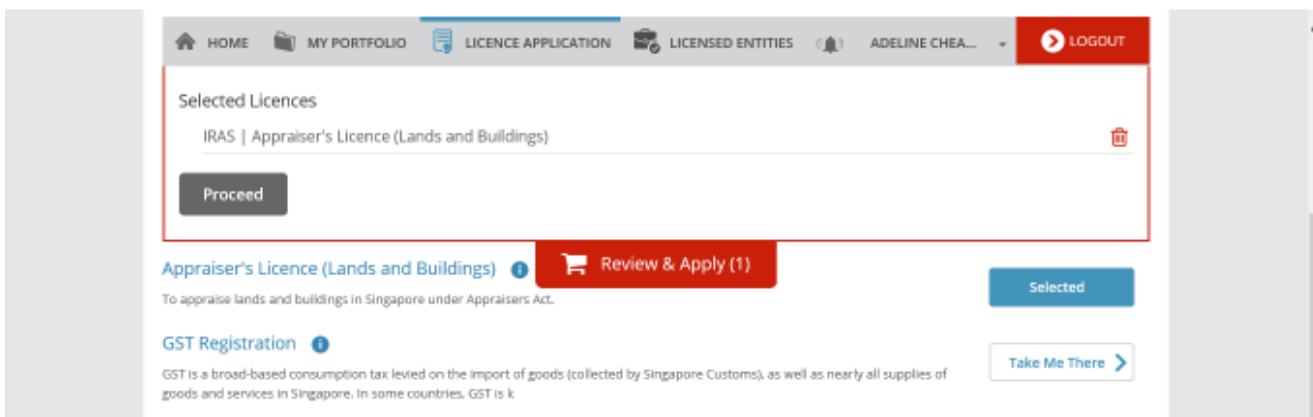 HOME MY PORTFOLIO LICENCE APPLICATION LICENSED ENTITIES ADELINE CHEA... LOGOUT
Selected Licences
IRAS | Appraiser's Licence (Lands and Buildings)
Proceed
Review & Apply (1)
Appraiser's Licence (Lands and Buildings)
To appraise lands and buildings in Singapore under Appraisers Act.
Selected
GST Registration
GST is a broad-based consumption tax levied on the import of goods (collected by Singapore Customs), as well as nearly all supplies of
goods and services in Singapore. In some countries, GST is k
Take Me There